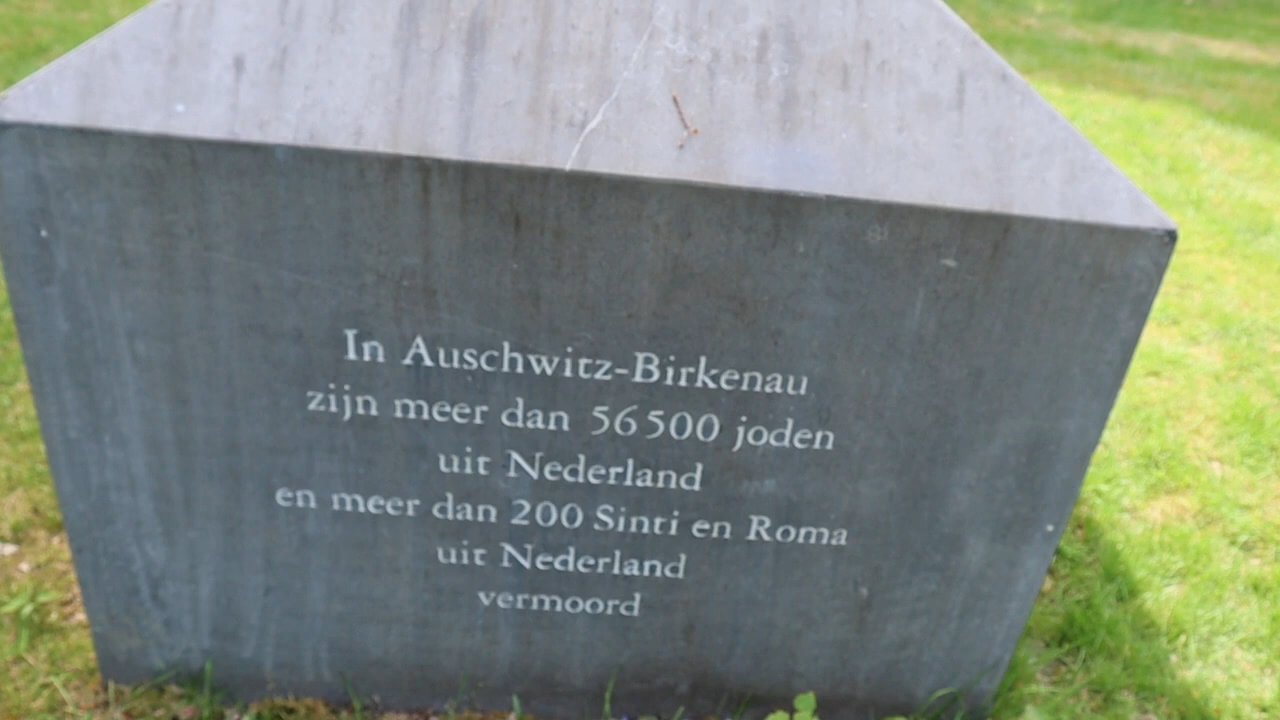 In Auschwitz-Birkenau
zijn meer dan 56500 joden
uit Nederland
en meer dan 200 Sinti en Roma
uit Nederland
vermoord